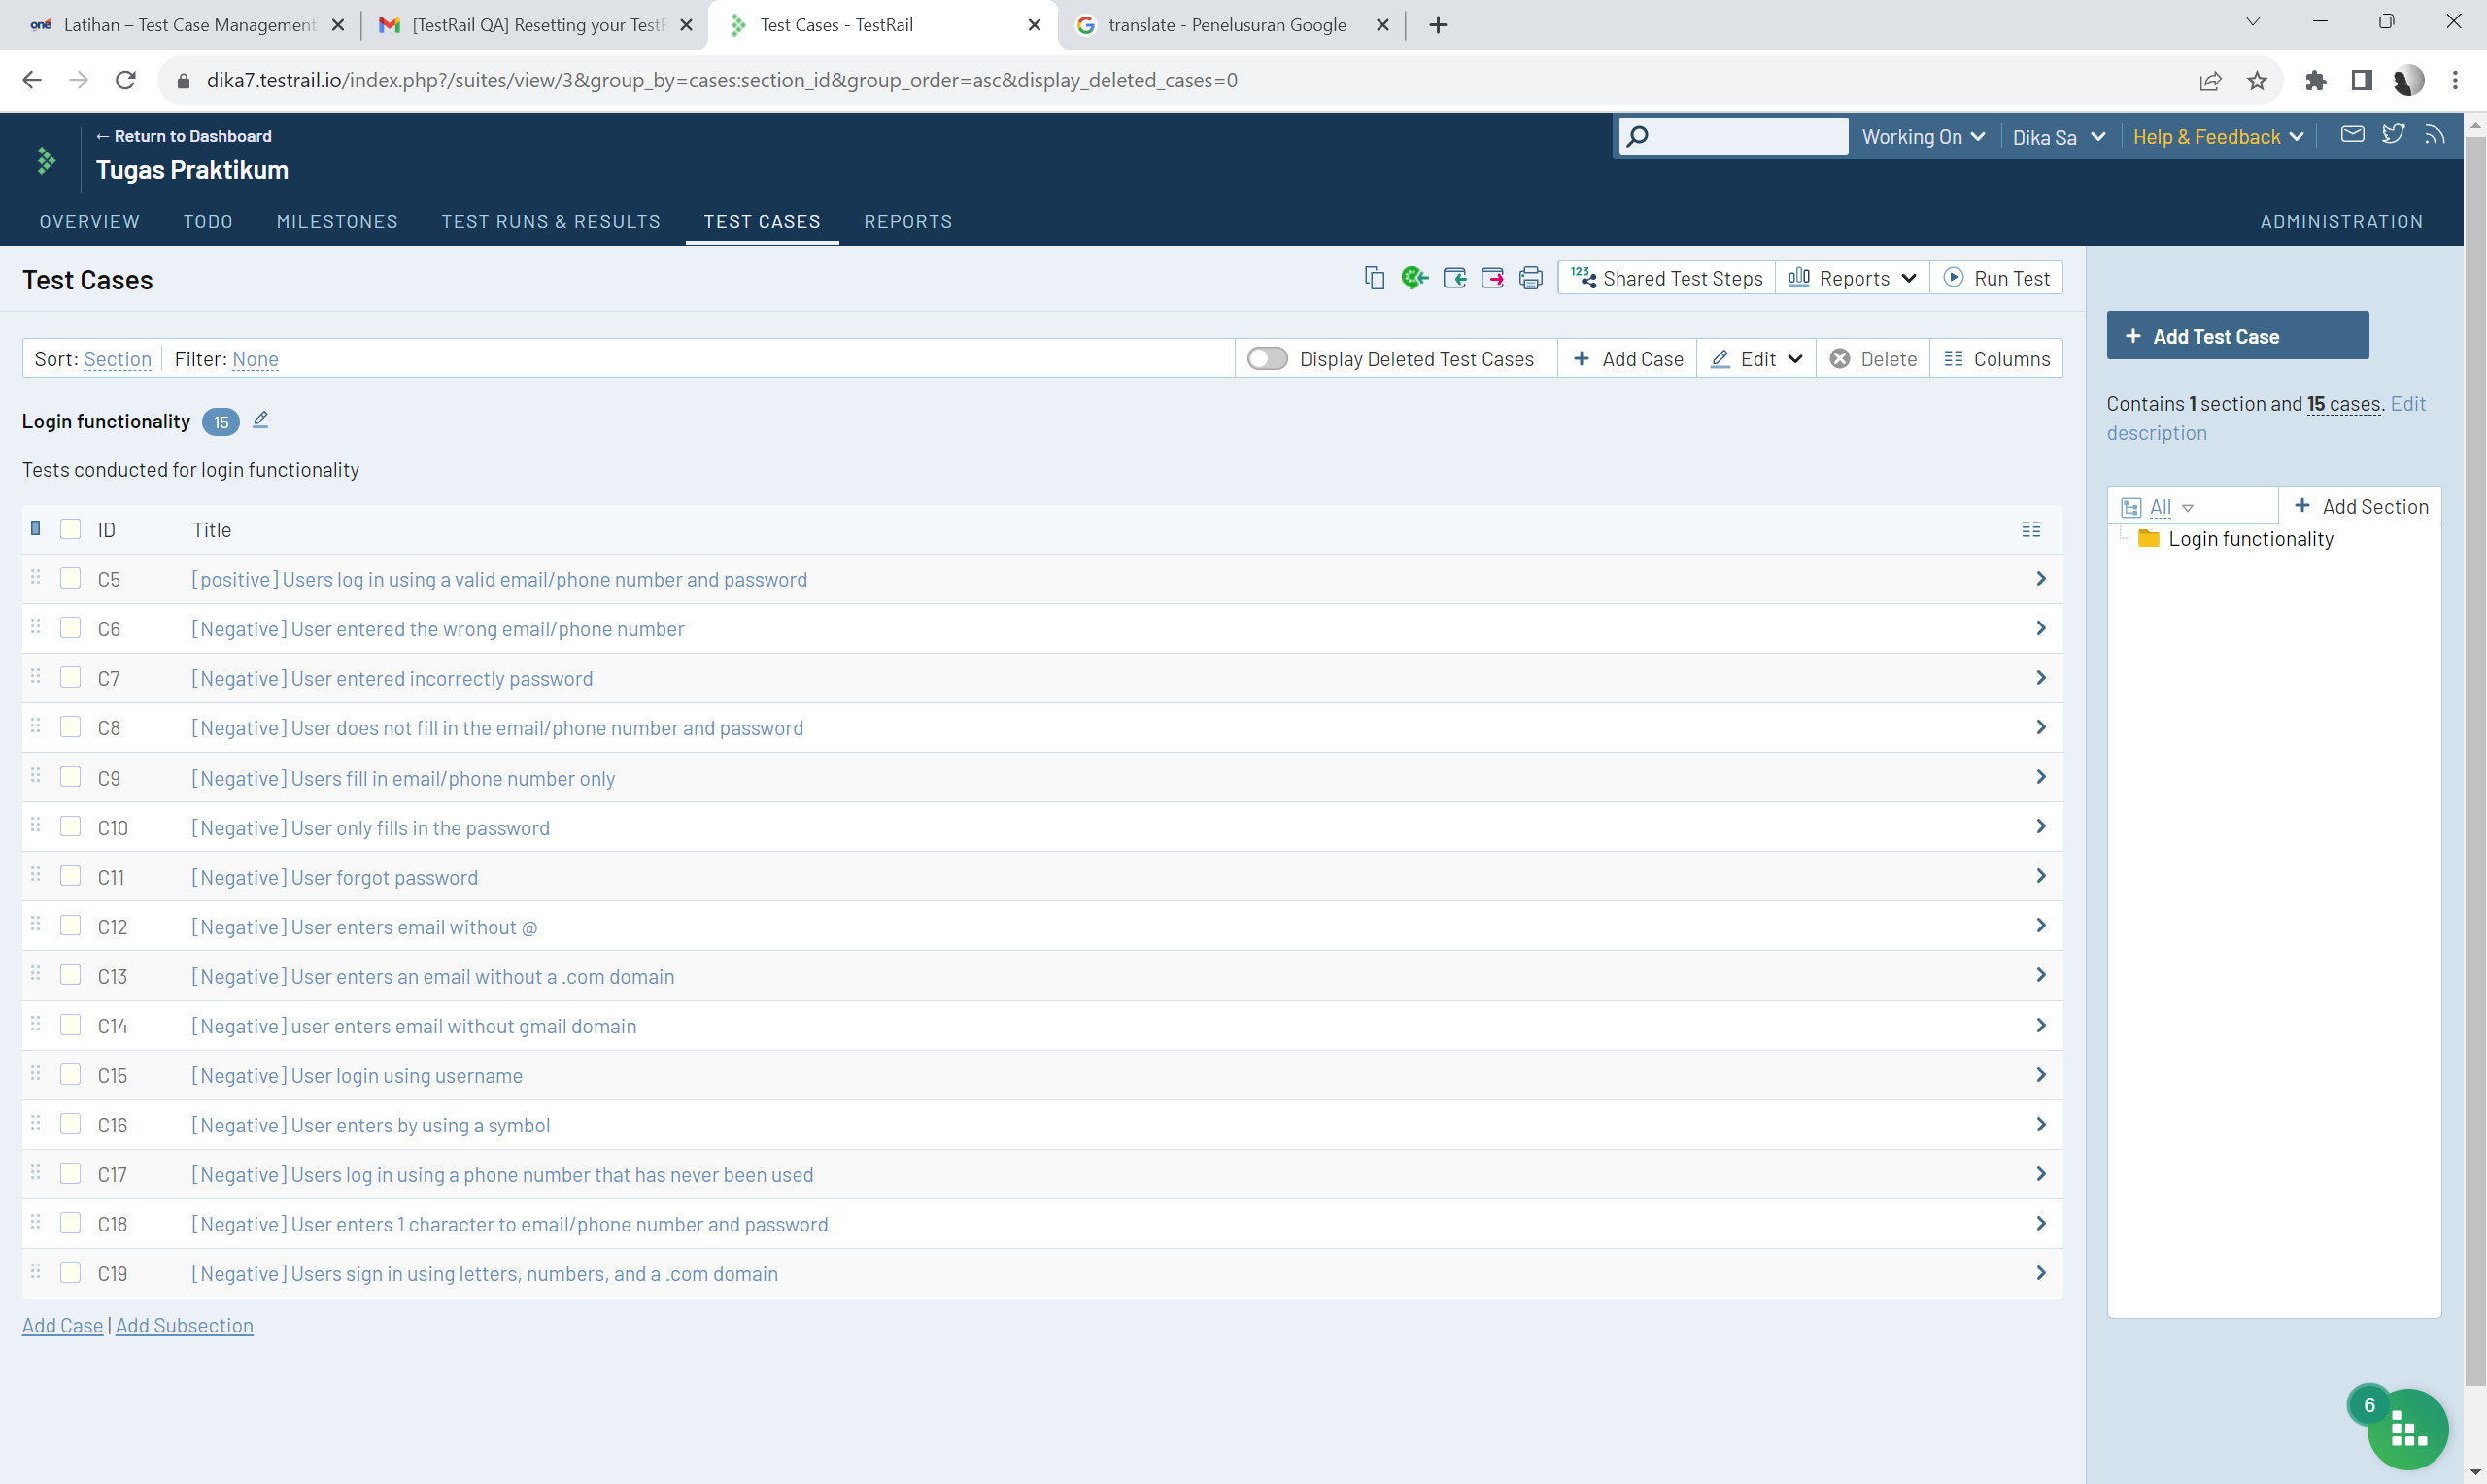 one Latihan – Test Case Management
[TestRail QA] Resetting your TestR
Test Cases - TestRail
translate - Penelusuran Google
dika7.testrail.io/index.php?/suites/view/3&group_by=cases:section_id&group_order=asc&display_deleted_cases=0
← Return to Dashboard
Tugas Praktikum
Working On
Dika Sa
Help & Feedback
OVERVIEW TODO MILESTONES TEST RUNS & RESULTS TEST CASES REPORTS ADMINISTRATION
Test Cases
123 Shared Test Steps
Reports
Run Test
Sort: Section Filter: None
Display Deleted Test Cases
+ Add Case
Edit
Delete
Columns
Login functionality 15
Tests conducted for login functionality
ID Title
C5 [positive] Users log in using a valid email/phone number and password
C6 [Negative] User entered the wrong email/phone number
C7 [Negative] User entered incorrectly password
C8 [Negative] User does not fill in the email/phone number and password
C9 [Negative] Users fill in email/phone number only
C10 [Negative] User only fills in the password
C11 [Negative] User forgot password
C12 [Negative] User enters email without @
C13 [Negative] User enters an email without a .com domain
C14 [Negative] user enters email without gmail domain
C15 [Negative] User login using username
C16 [Negative] User enters by using a symbol
C17 [Negative] Users log in using a phone number that has never been used
C18 [Negative] User enters 1 character to email/phone number and password
C19 [Negative] Users sign in using letters, numbers, and a .com domain
Add Case | Add Subsection
+ Add Test Case
Contains 1 section and 15 cases. Edit
description
All
+ Add Section
Login functionality
6